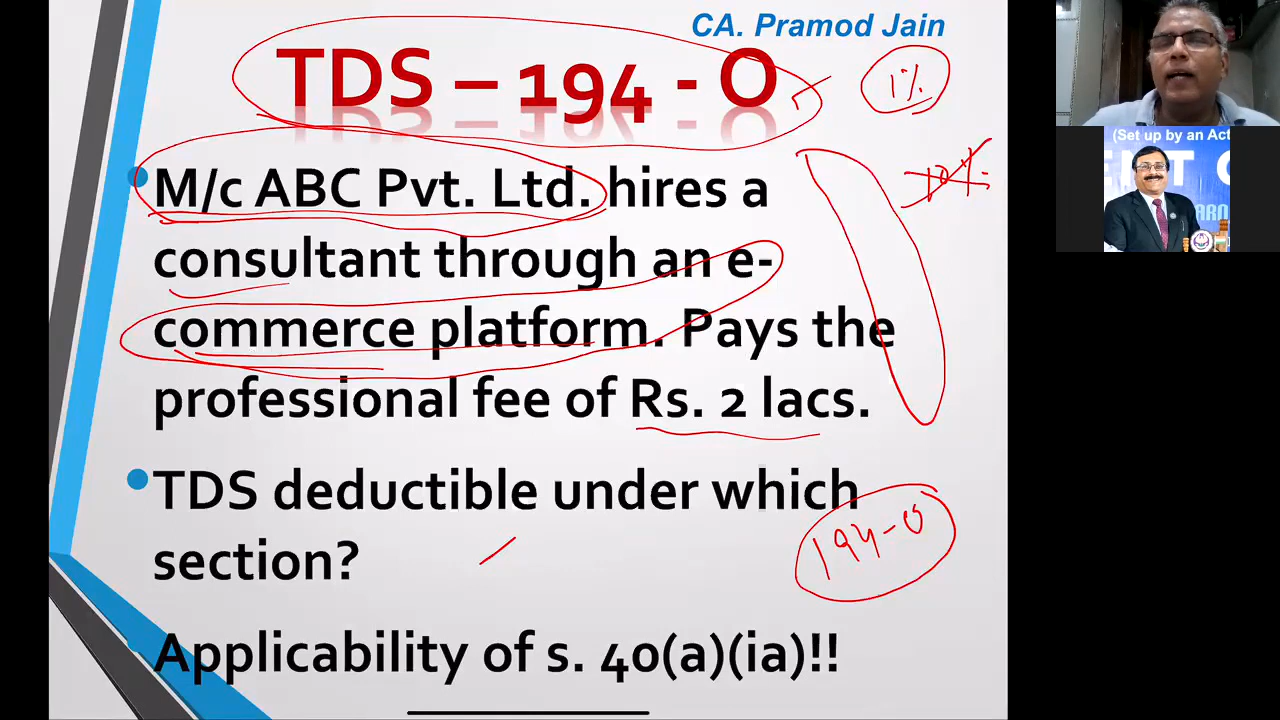 CA. Pramod Jain
TDS – 194 - O
1%
M/c ABC Pvt. Ltd. hires a
10%
consultant through an e-
commerce platform. Pays the
professional fee of Rs. 2 lacs.
TDS deductible under which
section?
194-O
Applicability of s. 40(a)(ia)!!
(Set up by an Act
ENT C
ARN